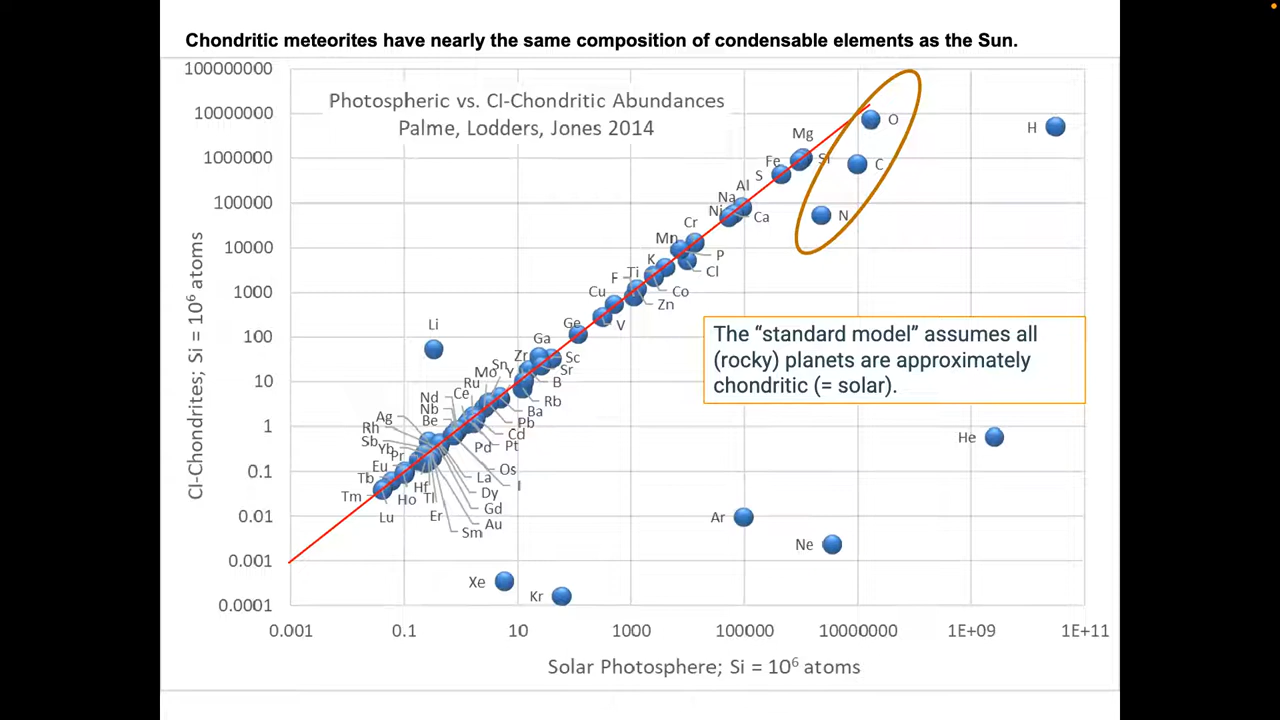 Chondritic meteorites have nearly the same composition of condensable elements as the Sun.
Photospheric vs. CI-Chondritic Abundances
Palme, Lodders, Jones 2014
100000000
10000000
1000000
100000
10000
1000
100
10
1
0.1
0.01
0.001
0.0001
CI-Chondrites; Si = 10⁶ atoms
O
H
Mg
Si
C
Fe
S
Al
Na
N
Ni
Ca
Cr
Mn
P
K
Cl
Ti
F
Co
Cu
Zn
Ge
V
Li
Ga
Zr
Sc
Sn
Sr
Mo
Y
B
Ru
Ce
Nd
Rb
Nb
Ba
Ag
Be
Pb
Rh
Cd
Sb
Pd
Pt
Yb
Pr
Eu
Os
Tb
La
I
Hf
Tm
Ho
Tl
Dy
Gd
Lu
Er
Au
Sm
The “standard model” assumes all
(rocky) planets are approximately
chondritic (= solar).
He
Ar
Ne
Xe
Kr
0.001
0.1
10
1000
100000
10000000
1E+09
1E+11
Solar Photosphere; Si = 10⁶ atoms